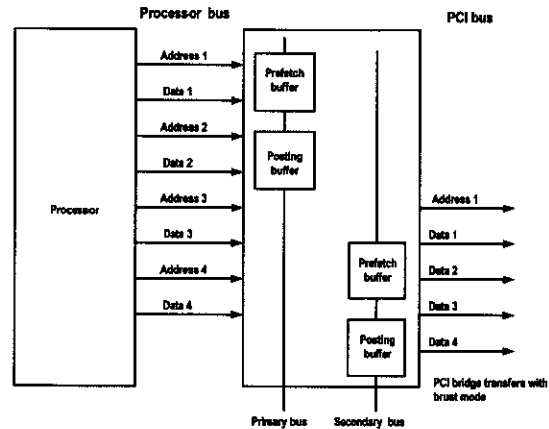 Processor bus
PCI bus
Address 1
Data 1
Address 2
Data 2
Address 3
Data 3
Address 4
Data 4
Processor
Prefetch
buffer
Posting
buffer
Prefetch
buffer
Posting
buffer
Address 1
Data 1
Data 2
Data 3
Data 4
PCI bridge transfers with
brust mode
Primary bus
Secondary bus